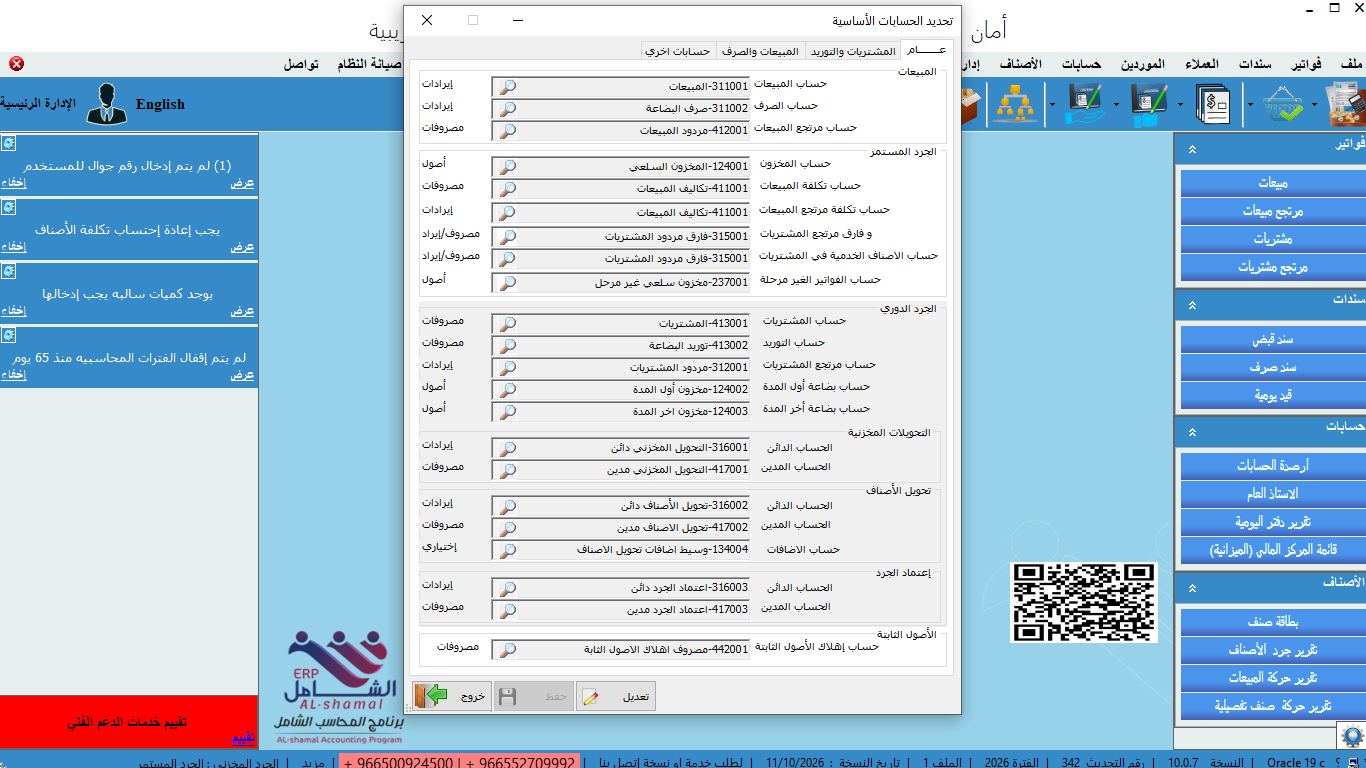 تحديد الحسابات الأساسية
أمان
ريبية
ملف
فواتير
سندات
العملاء
الموردين
حسابات
الأصناف
إدار
صيانة النظام
تواصل
English
الإدارة الرئيسية
عـــــام
المشتريات والتوريد
المبيعات والصرف
حسابات اخري
المبيعات
حساب المبيعات 311001-المبيعات إيرادات
حساب الصرف 311002-صرف البضاعة إيرادات
حساب مرتجع المبيعات 412001-مردود المبيعات مصروفات
الجرد المستمر
حساب المخزون 124001-المخزون السلعي أصول
حساب تكلفة المبيعات 411001-تكاليف المبيعات مصروفات
حساب تكلفة مرتجع المبيعات 411001-تكاليف المبيعات إيرادات
و فارق مرتجع المشتريات 315001-فارق مردود المشتريات مصروف/إيراد
حساب الاصناف الخدمية في المشتريات 315001-فارق مردود المشتريات مصروف/إيراد
حساب الفواتير الغير مرحلة 237001-مخزون سلعي غير مرحل أصول
الجرد الدوري
حساب المشتريات 413001-المشتريات مصروفات
حساب التوريد 413002-توريد البضاعة مصروفات
حساب مرتجع المشتريات 312001-مردود المشتريات إيرادات
حساب بضاعة أول المدة 124002-مخزون أول المدة أصول
حساب بضاعة أخر المدة 124003-مخزون اخر المدة أصول
التحويلات المخزنية
الحساب الدائن 316001-التحويل المخزني دائن إيرادات
الحساب المدين 417001-التحويل المخزني مدين مصروفات
تحويل الأصناف
الحساب الدائن 316002-تحويل الأصناف دائن إيرادات
الحساب المدين 417002-تحويل الاصناف مدين مصروفات
حساب الاضافات 134004-وسيط اضافات تحويل الاصناف إختياري
إعتماد الجرد
الحساب الدائن 316003-اعتماد الجرد دائن إيرادات
الحساب المدين 417003-اعتماد الجرد مدين مصروفات
الأصول الثابتة
حساب إهلاك الأصول الثابتة 442001-مصروف اهلاك الاصول الثابة مصروفات
تعديل
حفظ
خروج
فواتير
مبيعات
مرتجع مبيعات
مشتريات
مرتجع مشتريات
سندات
سند قبض
سند صرف
قيد يومية
حسابات
أرصدة الحسابات
الاستاذ العام
تقرير دفتر اليومية
قائمة المركز المالي (الميزانية)
الأصناف
بطاقة صنف
تقرير جرد الأصناف
تقرير حركة المبيعات
تقرير حركة صنف تفصيلية
(1) لم يتم إدخال رقم جوال للمستخدم
عرض إخفاء
يجب إعادة إحتساب تكلفة الأصناف
عرض إخفاء
يوجد كميات سالبه يجب إدخالها
عرض إخفاء
لم يتم إقفال الفترات المحاسبيه منذ 65 يوم
عرض إخفاء
تقييم خدمات الدعم الفني
تقييم
ERP
الشامل
AL-shamal
برنامج المحاسب الشامل
AL-shamal Accounting Program
Oracle 19 c | النسخة 10.0.7 | رقم التحديث 342 | الفترة 2026 | الملف 1 | تاريخ النسخة : 11/10/2026 | لطلب خدمة او نسخة إتصل بنا | + 966552709992 | + 966500924500 | مزيد | الجرد المخزني : الجرد المستمر